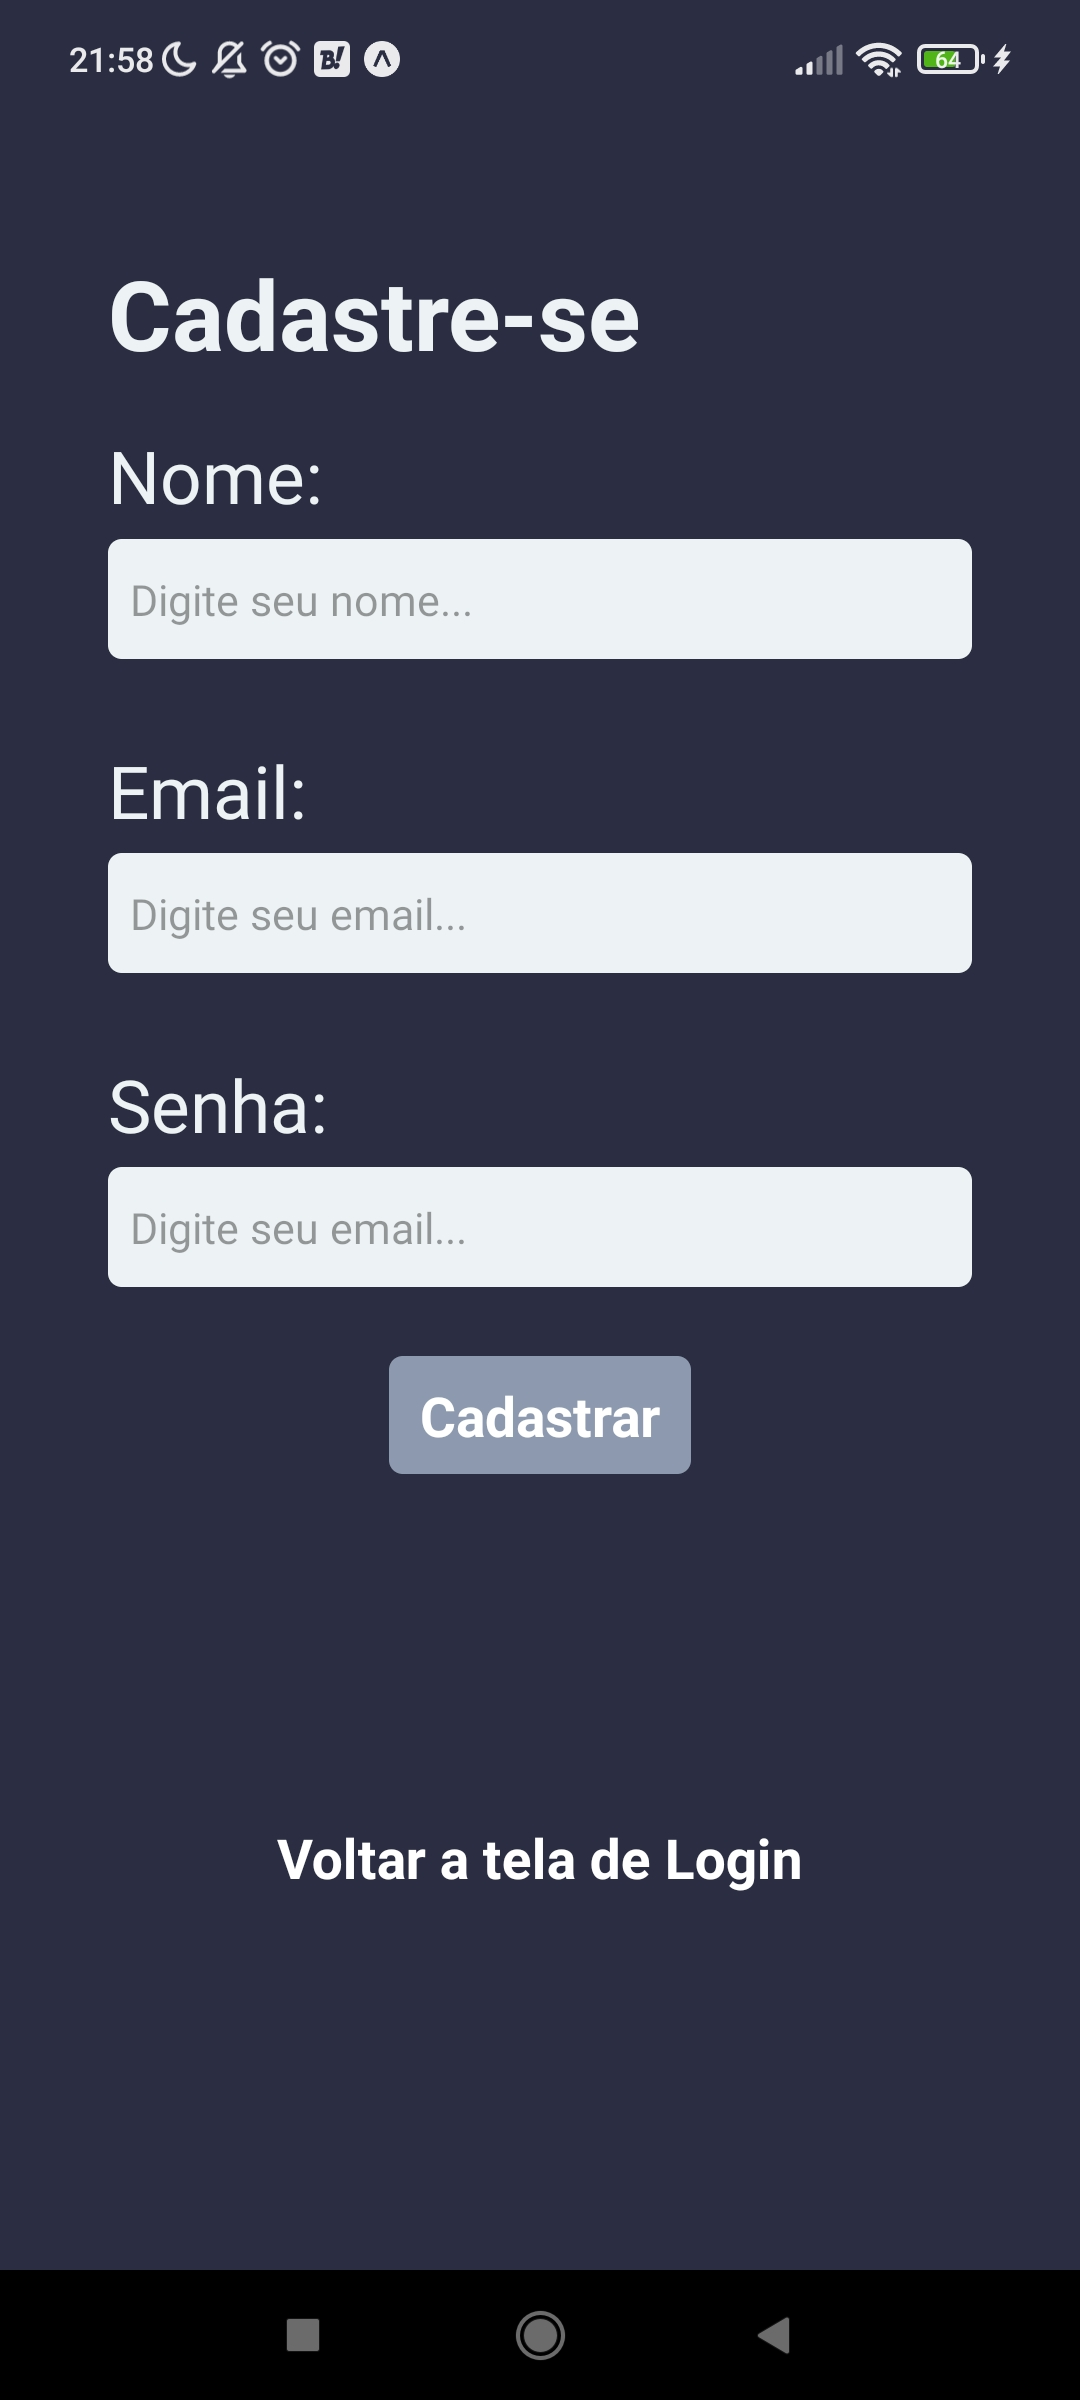 21:58 B! 64
Cadastre-se
Nome:
Digite seu nome...
Email:
Digite seu email...
Senha:
Digite seu email...
Cadastrar
Voltar a tela de Login